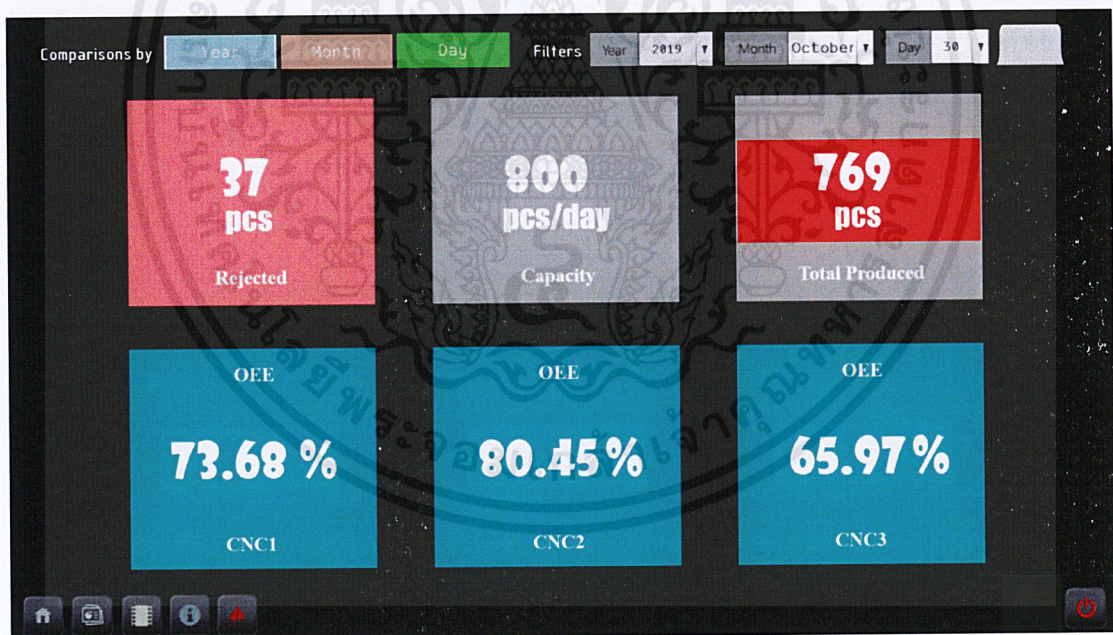 Comparisons by Year Month Day Filters Year 2019 Month October Day 30
37
pcs
Rejected
800
pcs/day
Capacity
769
pcs
Total Produced
OEE
73.68 %
CNC1
OEE
80.45 %
CNC2
OEE
65.97 %
CNC3